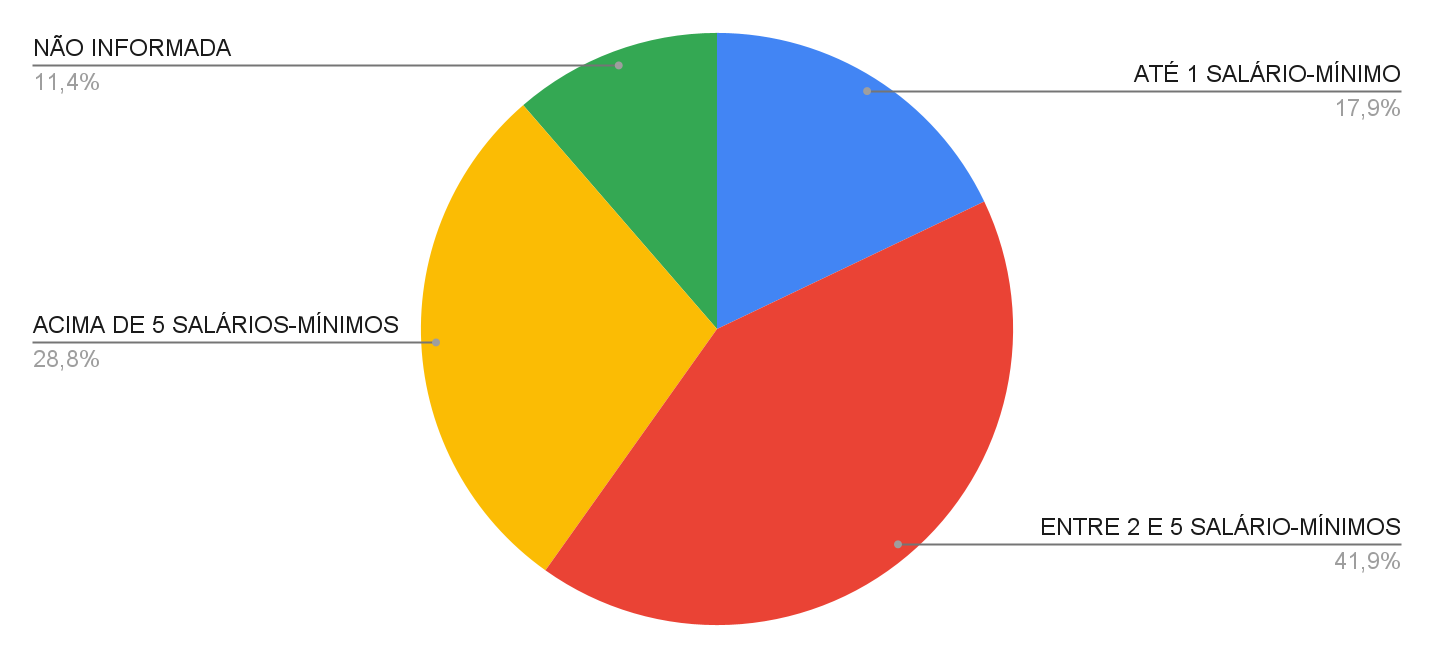 NÃO INFORMADA
11,4%
ATÉ 1 SALÁRIO-MÍNIMO
17,9%
ACIMA DE 5 SALÁRIOS-MÍNIMOS
28,8%
ENTRE 2 E 5 SALÁRIO-MÍNIMOS
41,9%